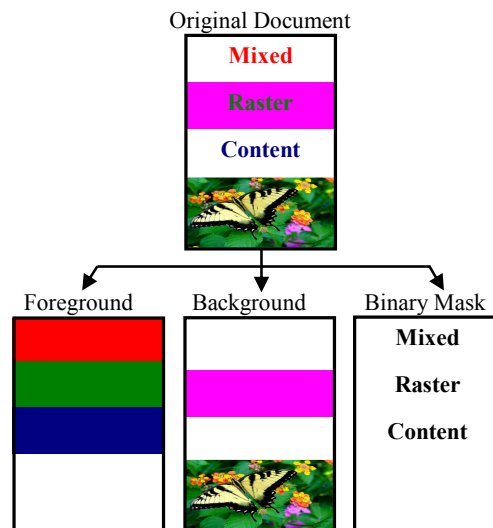 Original Document
Mixed
Raster
Content
Foreground
Background
Binary Mask
Mixed
Raster
Content